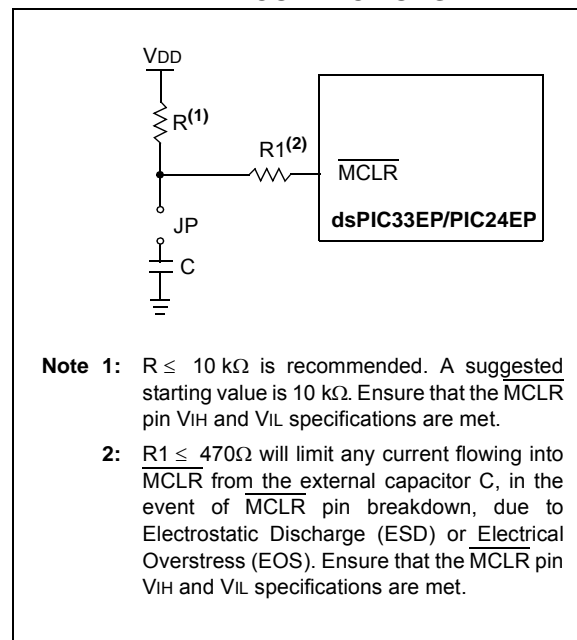 VDD
R(1)
R1(2)
MCLR
JP
dsPIC33EP/PIC24EP
C
Note 1: R ≤ 10 kΩ is recommended. A suggested
starting value is 10 kΩ. Ensure that the MCLR
pin VIH and VIL specifications are met.
2: R1 ≤ 470Ω will limit any current flowing into
MCLR from the external capacitor C, in the
event of MCLR pin breakdown, due to
Electrostatic Discharge (ESD) or Electrical
Overstress (EOS). Ensure that the MCLR pin
VIH and VIL specifications are met.